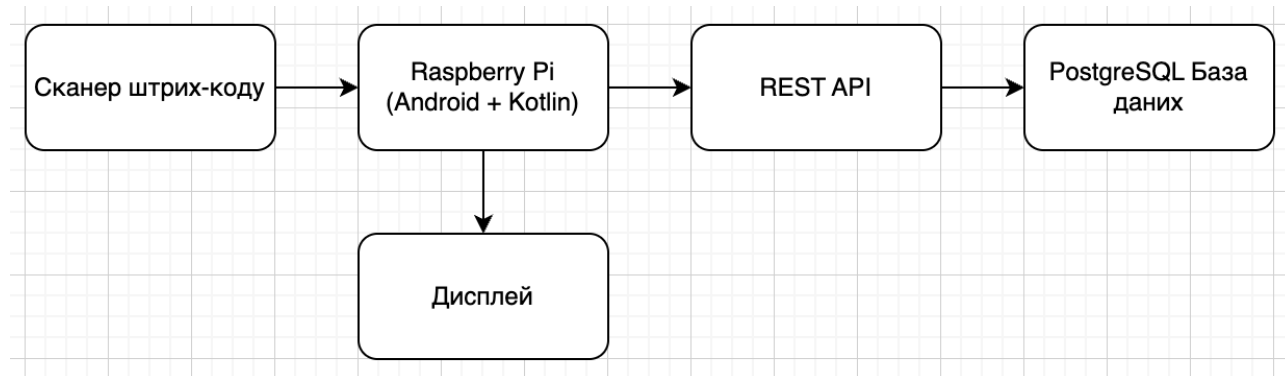 Сканер штрих-коду
Raspberry Pi
(Android + Kotlin)
REST API
PostgreSQL База
даних
Дисплей